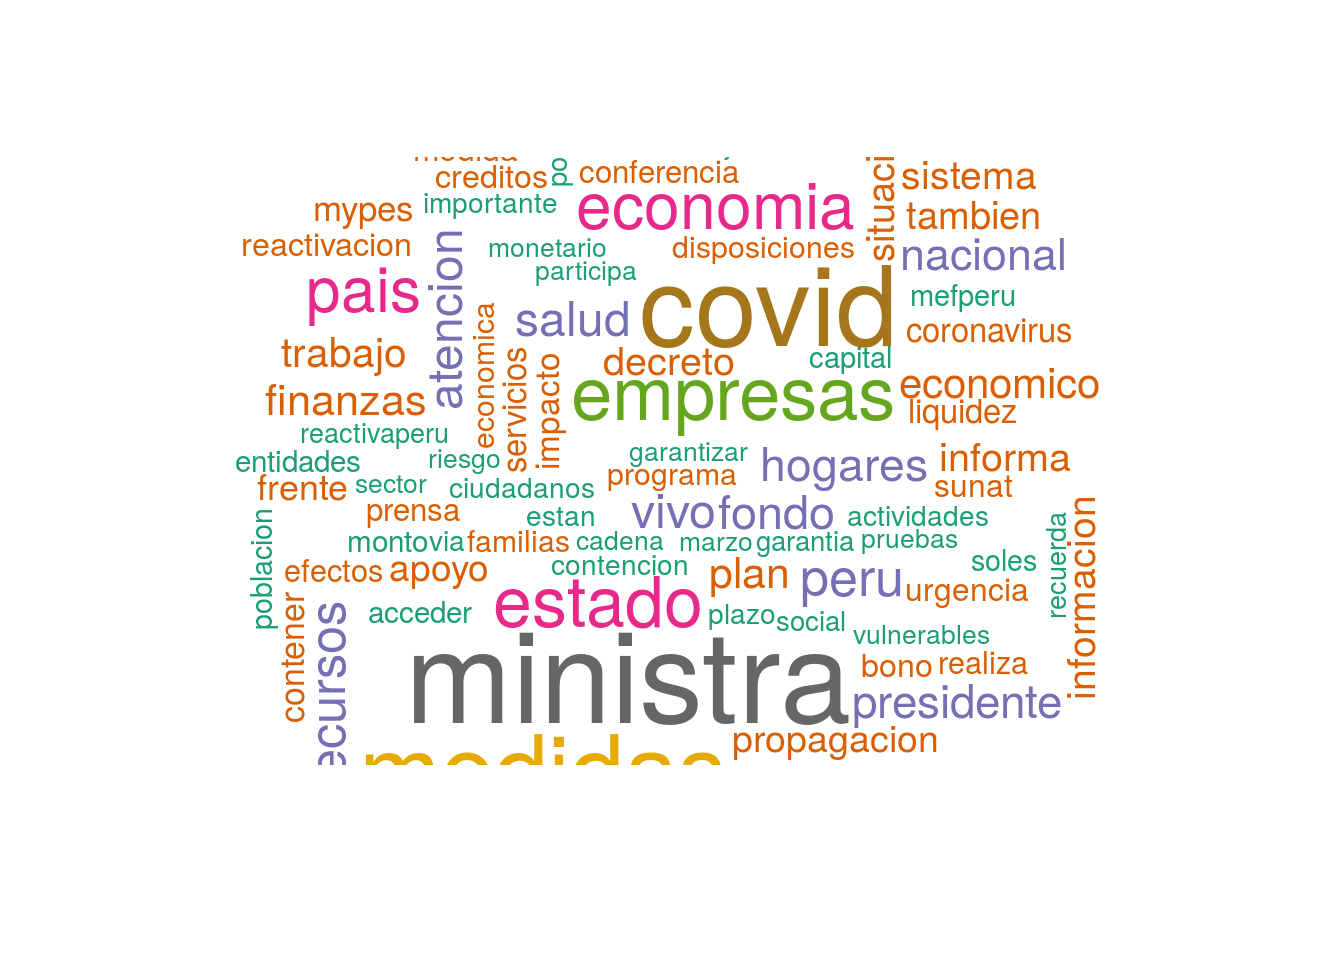 medida
creditos
po
conferencia
situaci
sistema
mypes
importante
economia
tambien
reactivacion
atencion
monetario
disposiciones
nacional
participa
pais
salud
covid
mefperu
coronavirus
trabajo
economica
servicios
impacto
decreto
capital
finanzas
empresas
economico
liquidez
reactivaperu
entidades
riesgo
garantizar
hogares
informa
frente
sector
ciudadanos
programa
sunat
prensa
estan
vivo
fondo
actividades
poblacion
montovia
familias
cadena
marzo
garantia
pruebas
recuerda
informacion
efectos
apoyo
contencion
plan
peru
soles
urgencia
contener
ecursos
acceder
estado
plazo
social
vulnerables
ministra
bono
realiza
presidente
propagacion
medidas